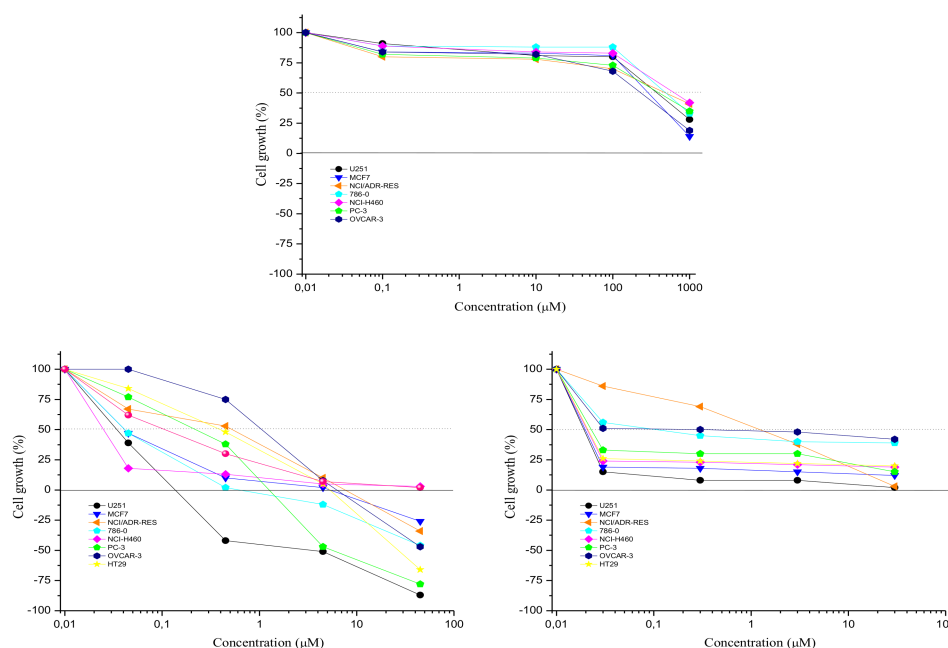 100
75
50
25
0
-25
-50
-75
-100
Cell growth (%)
U251
MCF7
NCI/ADR-RES
786-0
NCI-H460
PC-3
OVCAR-3
0,01 0,1 1 10 100 1000
Concentration (μM)
100
75
50
25
0
-25
-50
-75
-100
Cell growth (%)
U251
MCF7
NCI/ADR-RES
786-0
NCI-H460
PC-3
OVCAR-3
HT29
0,01 0,1 1 10 100
Concentration (μM)
100
75
50
25
0
-25
-50
-75
-100
Cell growth (%)
U251
MCF7
NCI/ADR-RES
786-0
NCI-H460
PC-3
OVCAR-3
HT29
0,01 0,1 1 10
Concentration (μM)